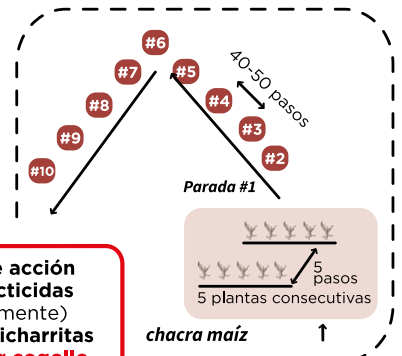 #6
#7
#5
40-50 pasos
#8
#4
#9
#3
#10
#2
Parada #1
5
pasos
5 plantas consecutivas
e acción
cticidas
mente)
icharritas
cogollo
chacra maíz